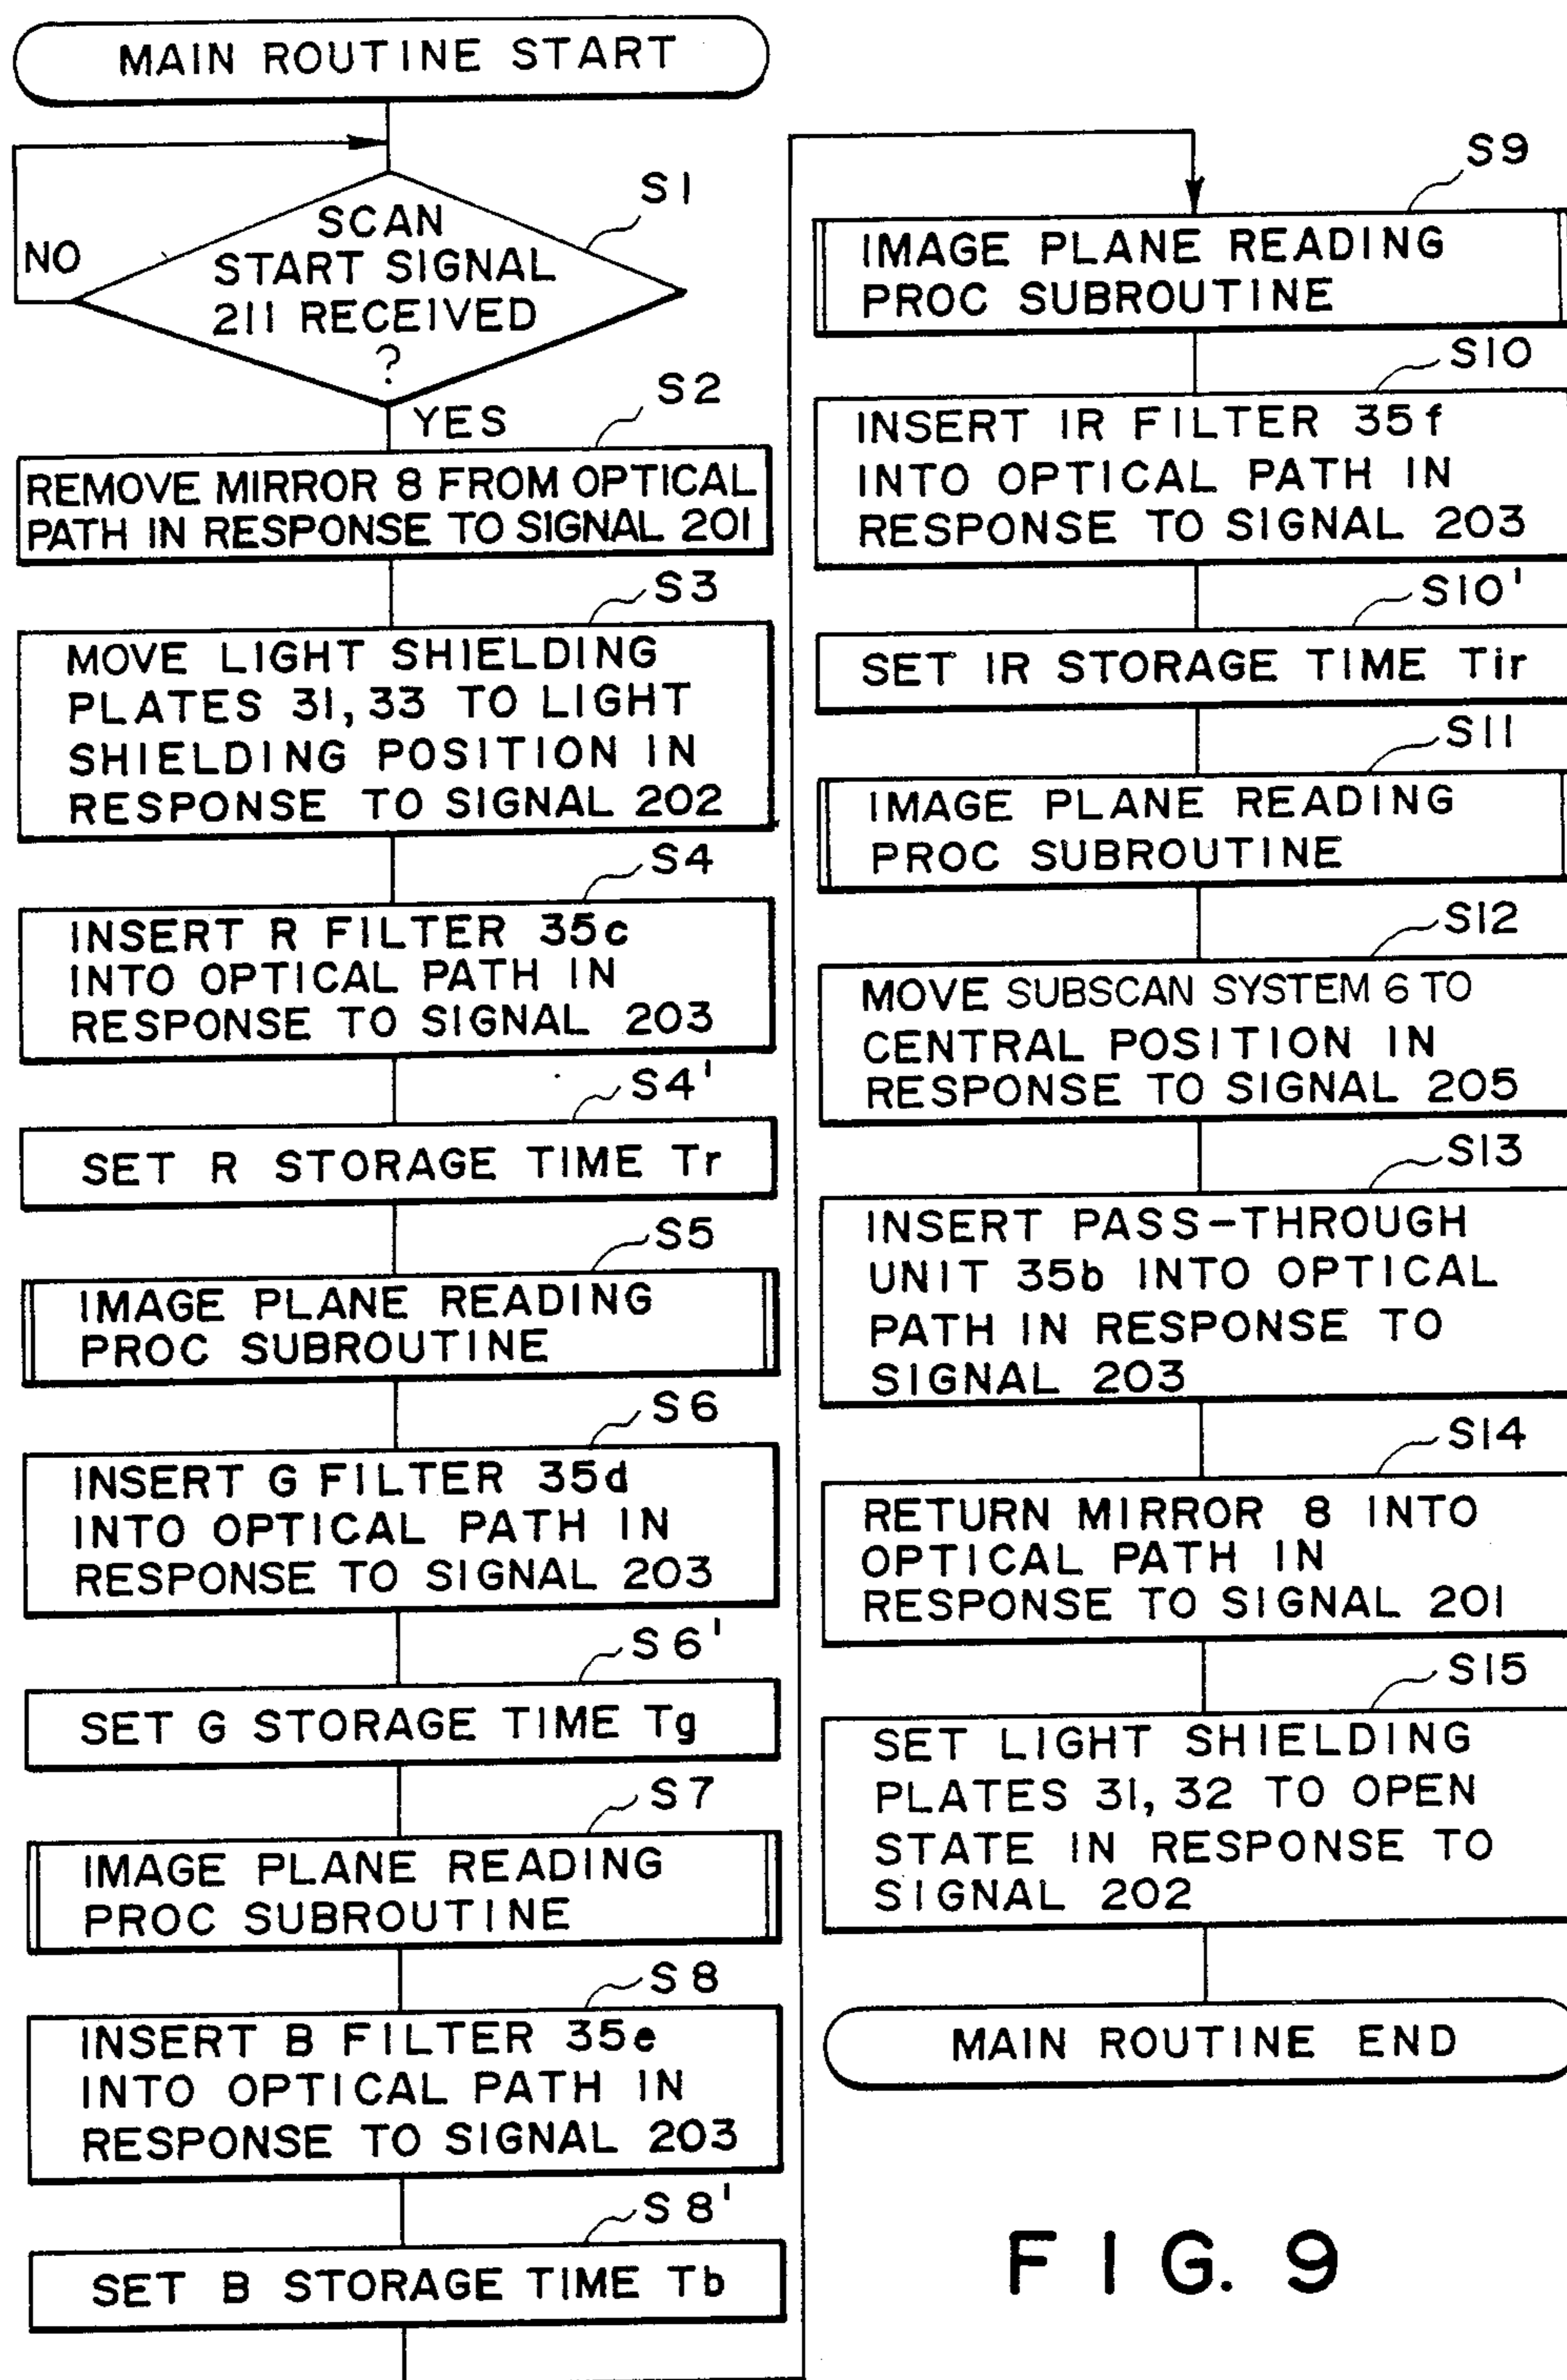 MAIN ROUTINE START
S1
SCAN
START SIGNAL
211 RECEIVED
?
NO
YES
S2
REMOVE MIRROR 8 FROM OPTICAL
PATH IN RESPONSE TO SIGNAL 201
S3
MOVE LIGHT SHIELDING
PLATES 31, 33 TO LIGHT
SHIELDING POSITION IN
RESPONSE TO SIGNAL 202
S4
INSERT R FILTER 35c
INTO OPTICAL PATH IN
RESPONSE TO SIGNAL 203
S4'
SET R STORAGE TIME Tr
S5
IMAGE PLANE READING
PROC SUBROUTINE
S6
INSERT G FILTER 35d
INTO OPTICAL PATH IN
RESPONSE TO SIGNAL 203
S6'
SET G STORAGE TIME Tg
S7
IMAGE PLANE READING
PROC SUBROUTINE
S8
INSERT B FILTER 35e
INTO OPTICAL PATH IN
RESPONSE TO SIGNAL 203
S8'
SET B STORAGE TIME Tb
S9
IMAGE PLANE READING
PROC SUBROUTINE
S10
INSERT IR FILTER 35f
INTO OPTICAL PATH IN
RESPONSE TO SIGNAL 203
S10'
SET IR STORAGE TIME Tir
S11
IMAGE PLANE READING
PROC SUBROUTINE
S12
MOVE SUBSCAN SYSTEM 6 TO
CENTRAL POSITION IN
RESPONSE TO SIGNAL 205
S13
INSERT PASS-THROUGH
UNIT 35b INTO OPTICAL
PATH IN RESPONSE TO
SIGNAL 203
S14
RETURN MIRROR 8 INTO
OPTICAL PATH IN
RESPONSE TO SIGNAL 201
S15
SET LIGHT SHIELDING
PLATES 31, 32 TO OPEN
STATE IN RESPONSE TO
SIGNAL 202
MAIN ROUTINE END
FIG. 9